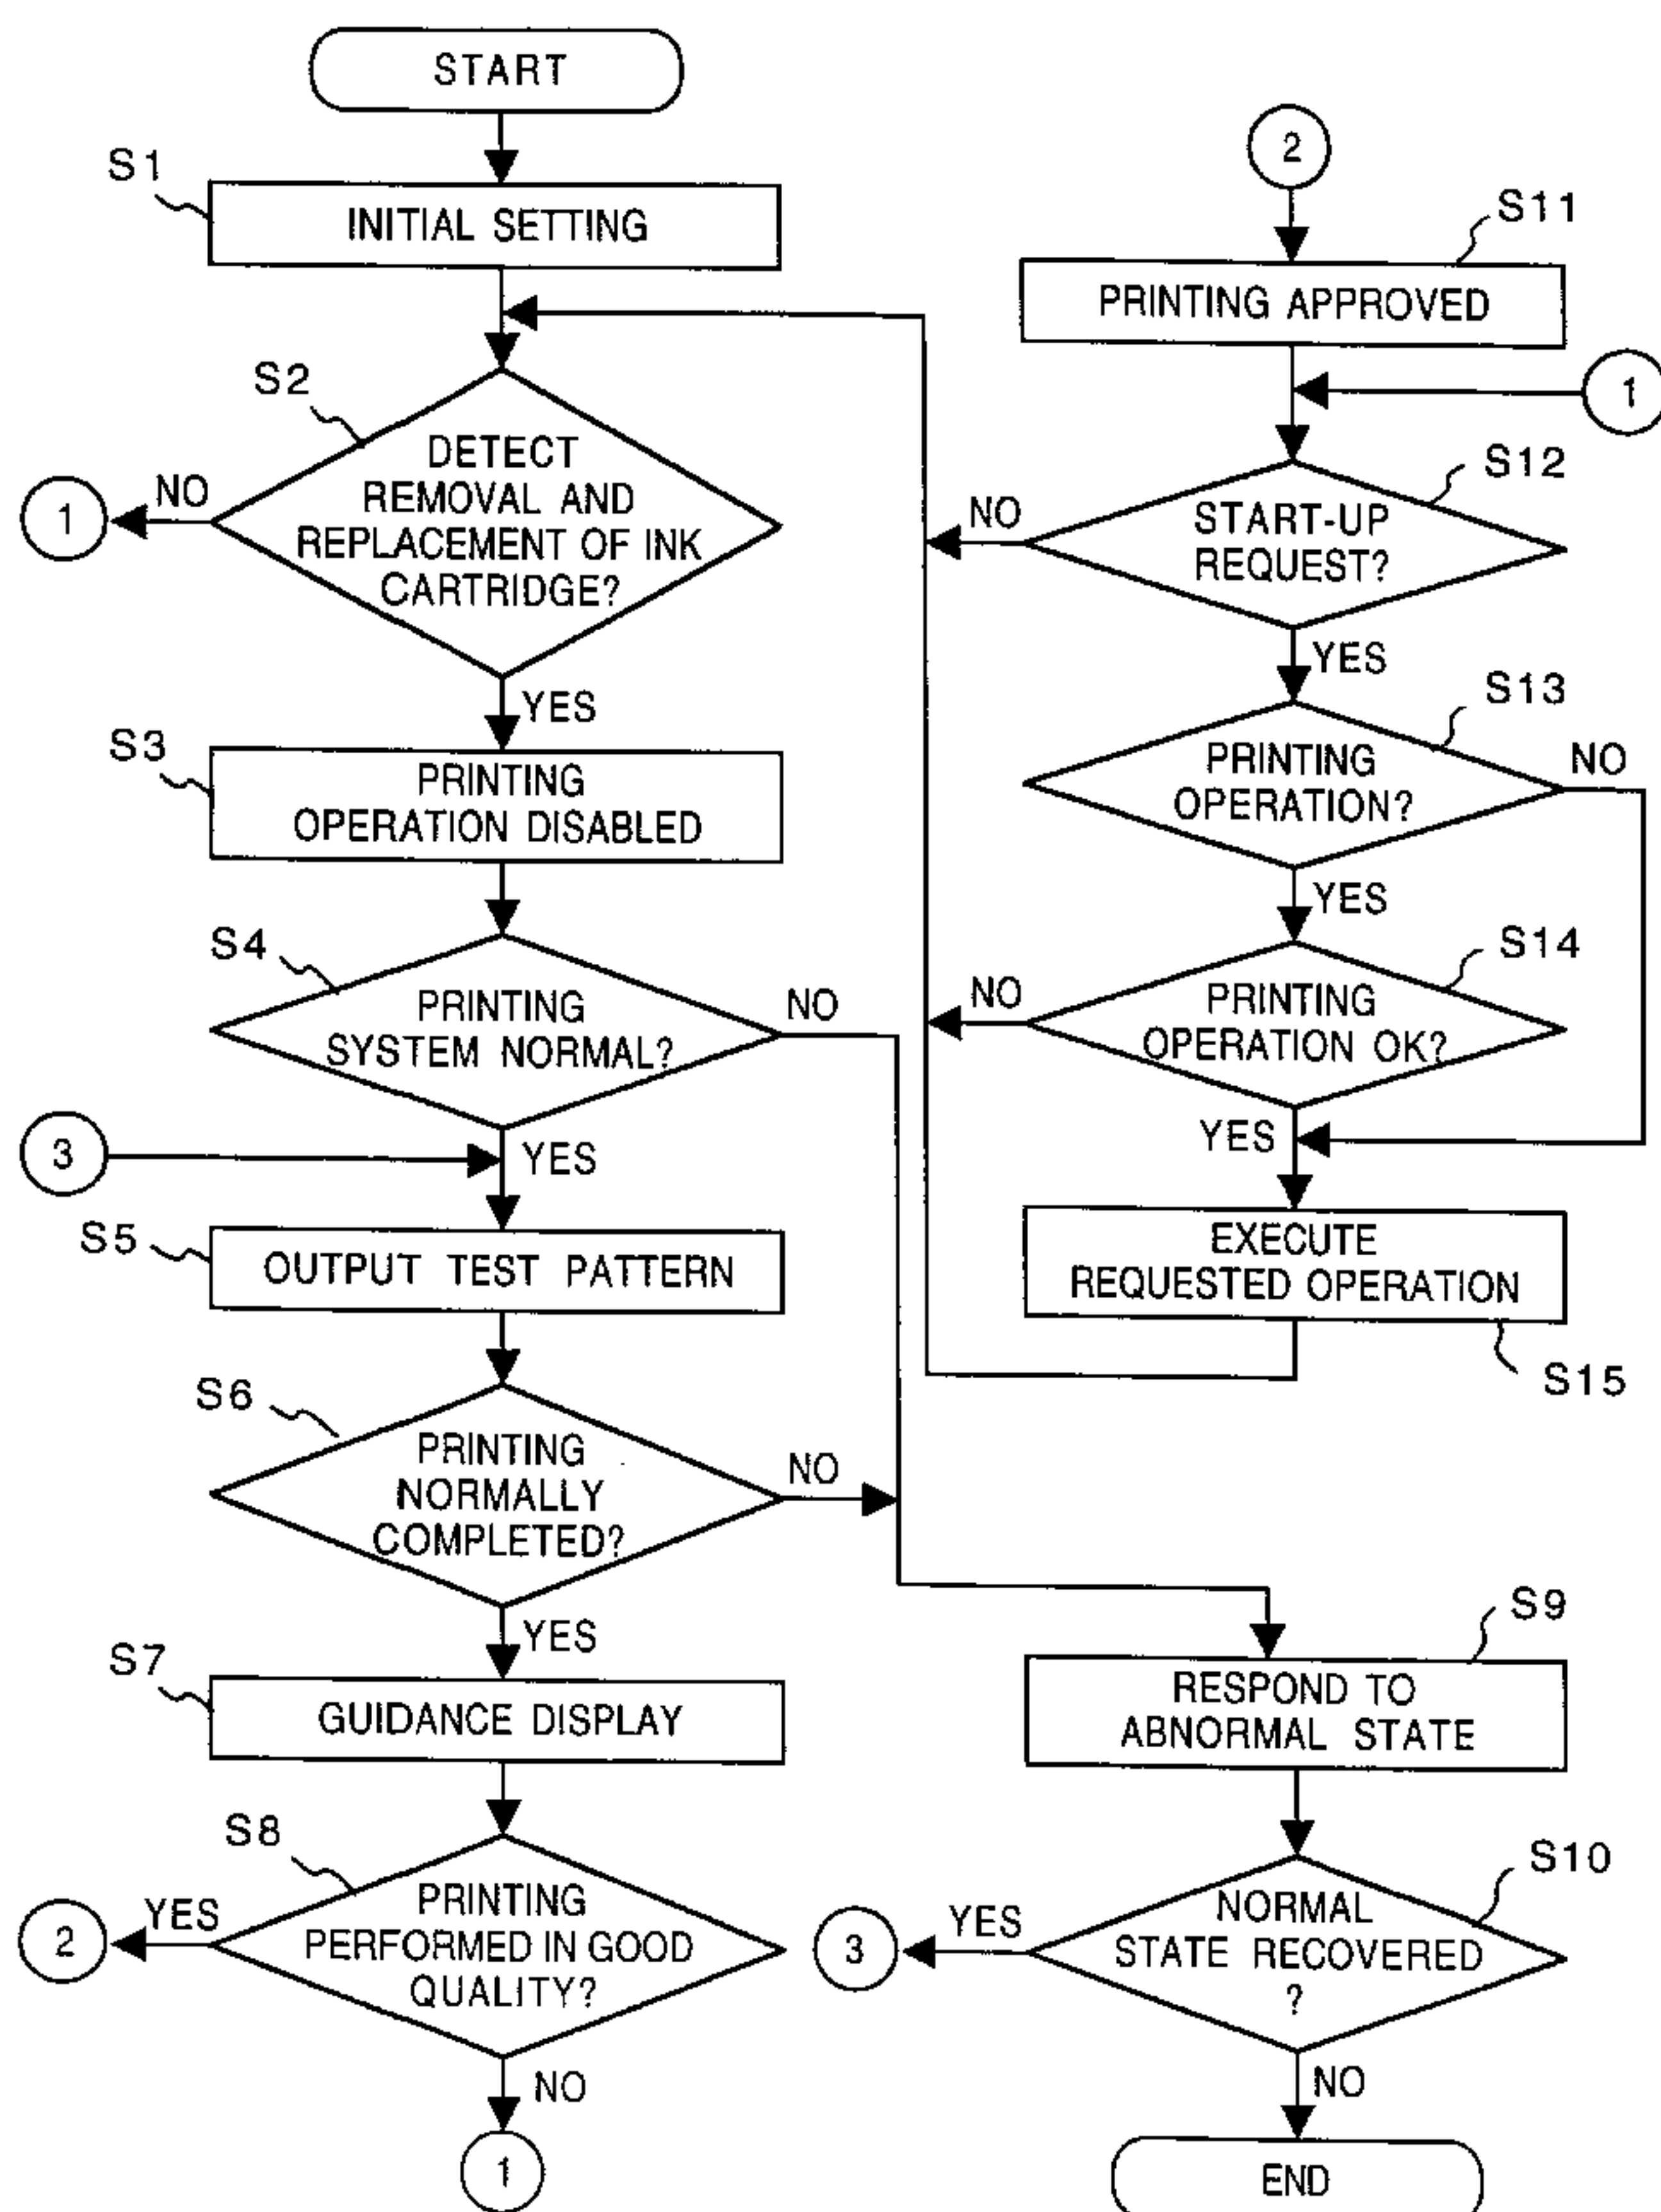 START
S1
INITIAL SETTING
S2
DETECT
REMOVAL AND
REPLACEMENT OF INK
CARTRIDGE?
NO
1
YES
S3
PRINTING
OPERATION DISABLED
S4
PRINTING
SYSTEM NORMAL?
NO
3
YES
S5
OUTPUT TEST PATTERN
S6
PRINTING
NORMALLY
COMPLETED?
NO
YES
S7
GUIDANCE DISPLAY
S8
PRINTING
PERFORMED IN GOOD
QUALITY?
YES
2
NO
1
2
S11
PRINTING APPROVED
1
S12
START-UP
REQUEST?
NO
YES
S13
PRINTING
OPERATION?
NO
YES
S14
PRINTING
OPERATION OK?
NO
YES
EXECUTE
REQUESTED OPERATION
S15
S9
RESPOND TO
ABNORMAL STATE
S10
NORMAL
STATE RECOVERED
?
YES
3
NO
END